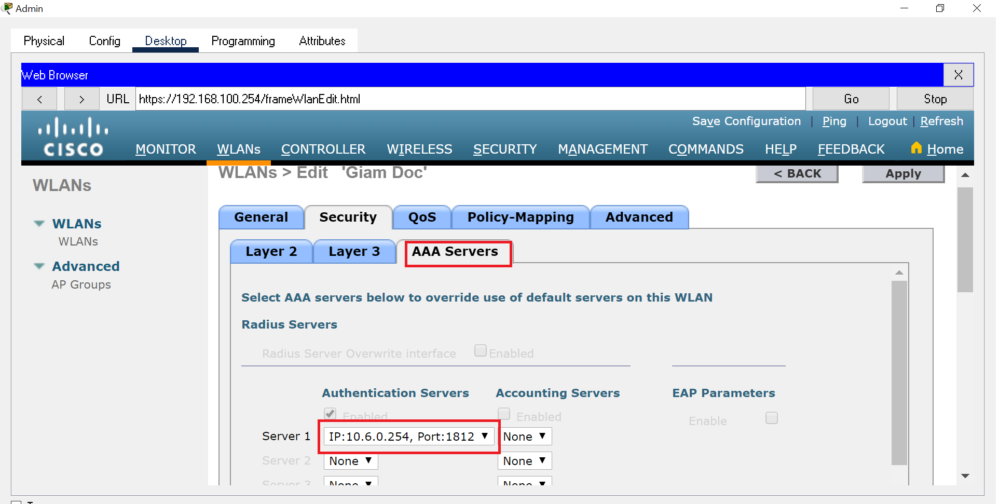 Admin
Physical Config Desktop Programming Attributes
Web Browser X
< > URL https://192.168.100.254/frameWlanEdit.html Go Stop
Save Configuration | Ping | Logout | Refresh
CISCO MONITOR WLANs CONTROLLER WIRELESS SECURITY MANAGEMENT COMMANDS HELP FEEDBACK Home
WLANs
WLANs
WLANs
Advanced
AP Groups
WLANs > Edit 'Giam Doc' < BACK Apply
General Security QoS Policy-Mapping Advanced
Layer 2 Layer 3 AAA Servers
Select AAA servers below to override use of default servers on this WLAN
Radius Servers
Radius Server Overwrite interface Enabled
Authentication Servers Accounting Servers EAP Parameters
Enabled Enabled Enable
Server 1 IP:10.6.0.254, Port:1812 None
Server 2 None None
Server 3 None None